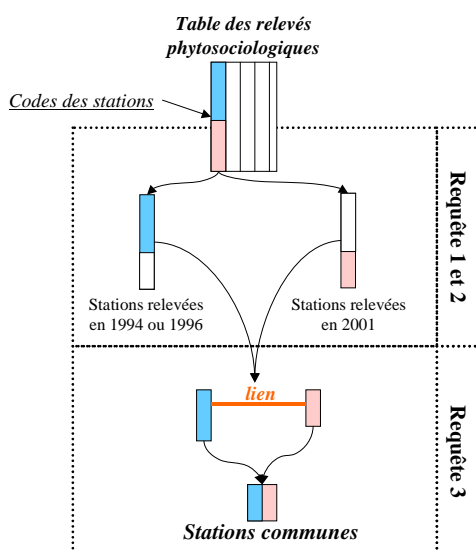 Table des relevés
phytosociologiques
Codes des stations
Requête 1 et 2
Stations relevées
en 1994 ou 1996
Stations relevées
en 2001
lien
Requête 3
Stations communes